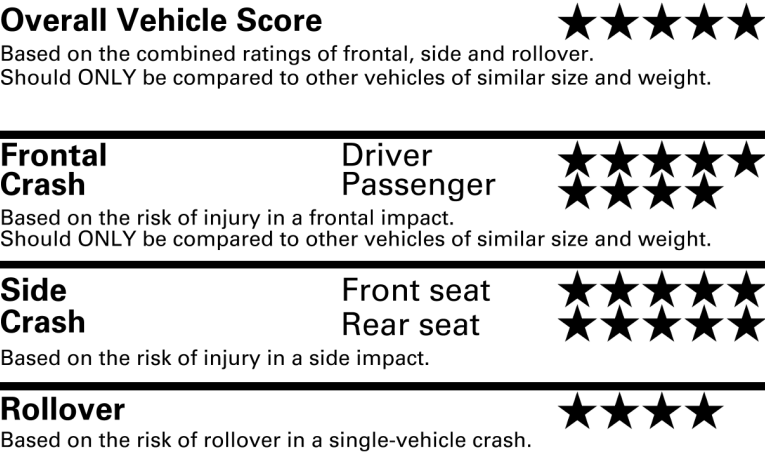 Overall Vehicle Score ★★★★★
Based on the combined ratings of frontal, side and rollover.
Should ONLY be compared to other vehicles of similar size and weight.
Frontal Driver ★★★★★
Crash Passenger ★★★★
Based on the risk of injury in a frontal impact.
Should ONLY be compared to other vehicles of similar size and weight.
Side Front seat ★★★★★
Crash Rear seat ★★★★★
Based on the risk of injury in a side impact.
Rollover ★★★★
Based on the risk of rollover in a single-vehicle crash.